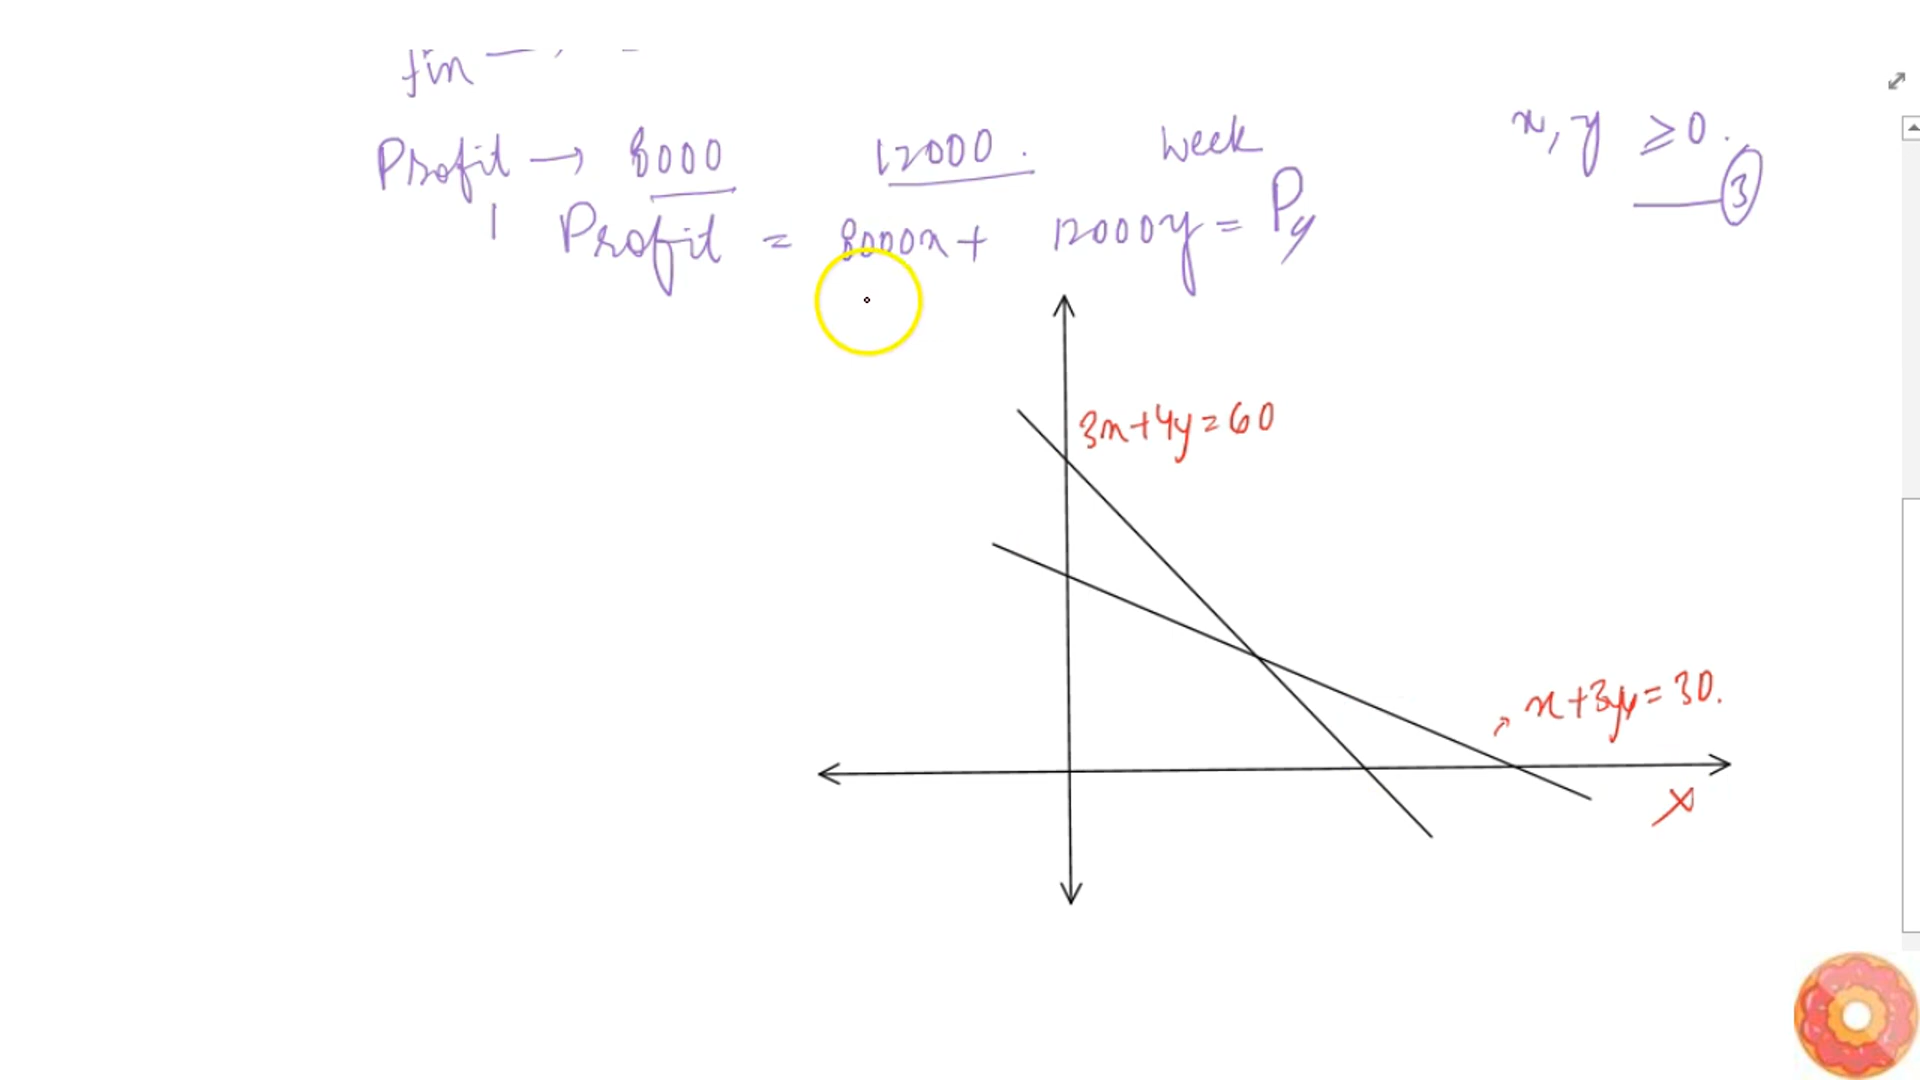 fin →
Profit → 8000 12000. Week x, y ≥ 0.
3
Profit = 8000x + 12000y = P
3x+4y=60
x+3y=30.
X